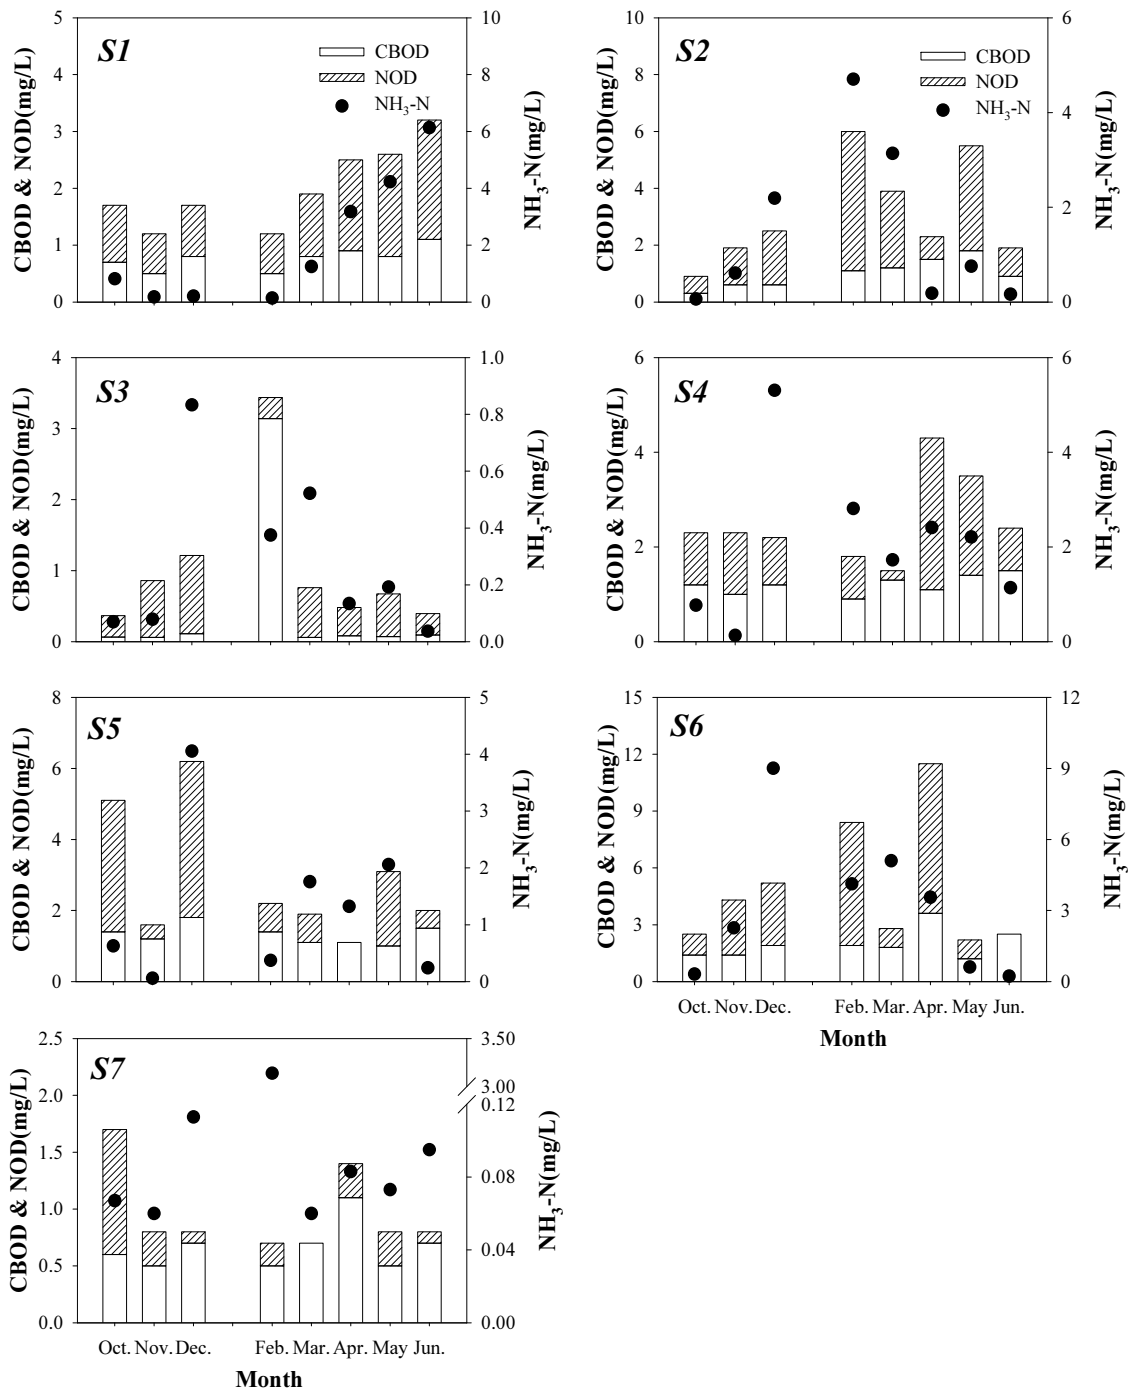 S1
CBOD
NOD
NH3-N
CBOD & NOD(mg/L)
0
1
2
3
4
5
NH3-N(mg/L)
0
2
4
6
8
10
S2
CBOD
NOD
NH3-N
CBOD & NOD(mg/L)
0
2
4
6
8
10
NH3-N(mg/L)
0
2
4
6
S3
CBOD & NOD(mg/L)
0
1
2
3
4
NH3-N(mg/L)
0.0
0.2
0.4
0.6
0.8
1.0
S4
CBOD & NOD(mg/L)
0
2
4
6
NH3-N(mg/L)
0
2
4
6
S5
CBOD & NOD(mg/L)
0
2
4
6
8
NH3-N(mg/L)
0
1
2
3
4
5
S6
CBOD & NOD(mg/L)
0
3
6
9
12
15
NH3-N(mg/L)
0
3
6
9
12
Oct. Nov. Dec. Feb. Mar. Apr. May Jun.
Month
S7
CBOD & NOD(mg/L)
0.0
0.5
1.0
1.5
2.0
2.5
NH3-N(mg/L)
0.00
0.04
0.08
0.12
3.00
3.50
Oct. Nov. Dec. Feb. Mar. Apr. May Jun.
Month